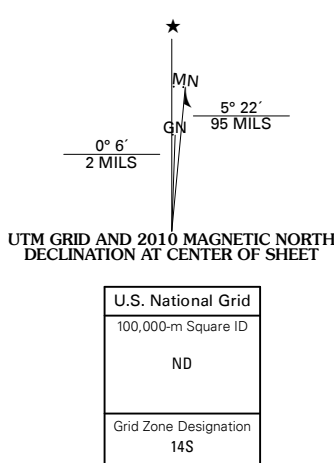 ★
MN
GN
5° 22´
95 MILS
0° 6´
2 MILS
UTM GRID AND 2010 MAGNETIC NORTH
DECLINATION AT CENTER OF SHEET
U.S. National Grid
100,000-m Square ID
ND
Grid Zone Designation
14S